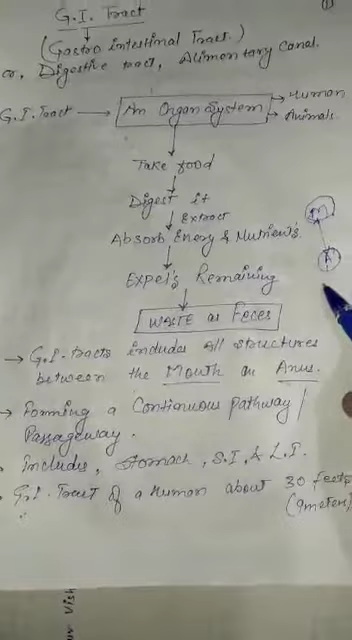 G.I. Tract
(1)
(Gastro intestinal Tract.)
or, Digestive tract, Alimentary Canal.
G.I. Tract → An Organ System → Human
→ Animals.
Take food
Digest it
Extract
Absorb Energy & Nutrients.
Expel's Remaining
WASTE as Feces
→ G.I. Tracts includes all structures
between the Mouth an Anus.
→ Forming a Continuous pathway /
Passageway.
Includes, Stomach, S.I, & L.I.
G.I. Tract of a Human about 30 feets
(9meters)